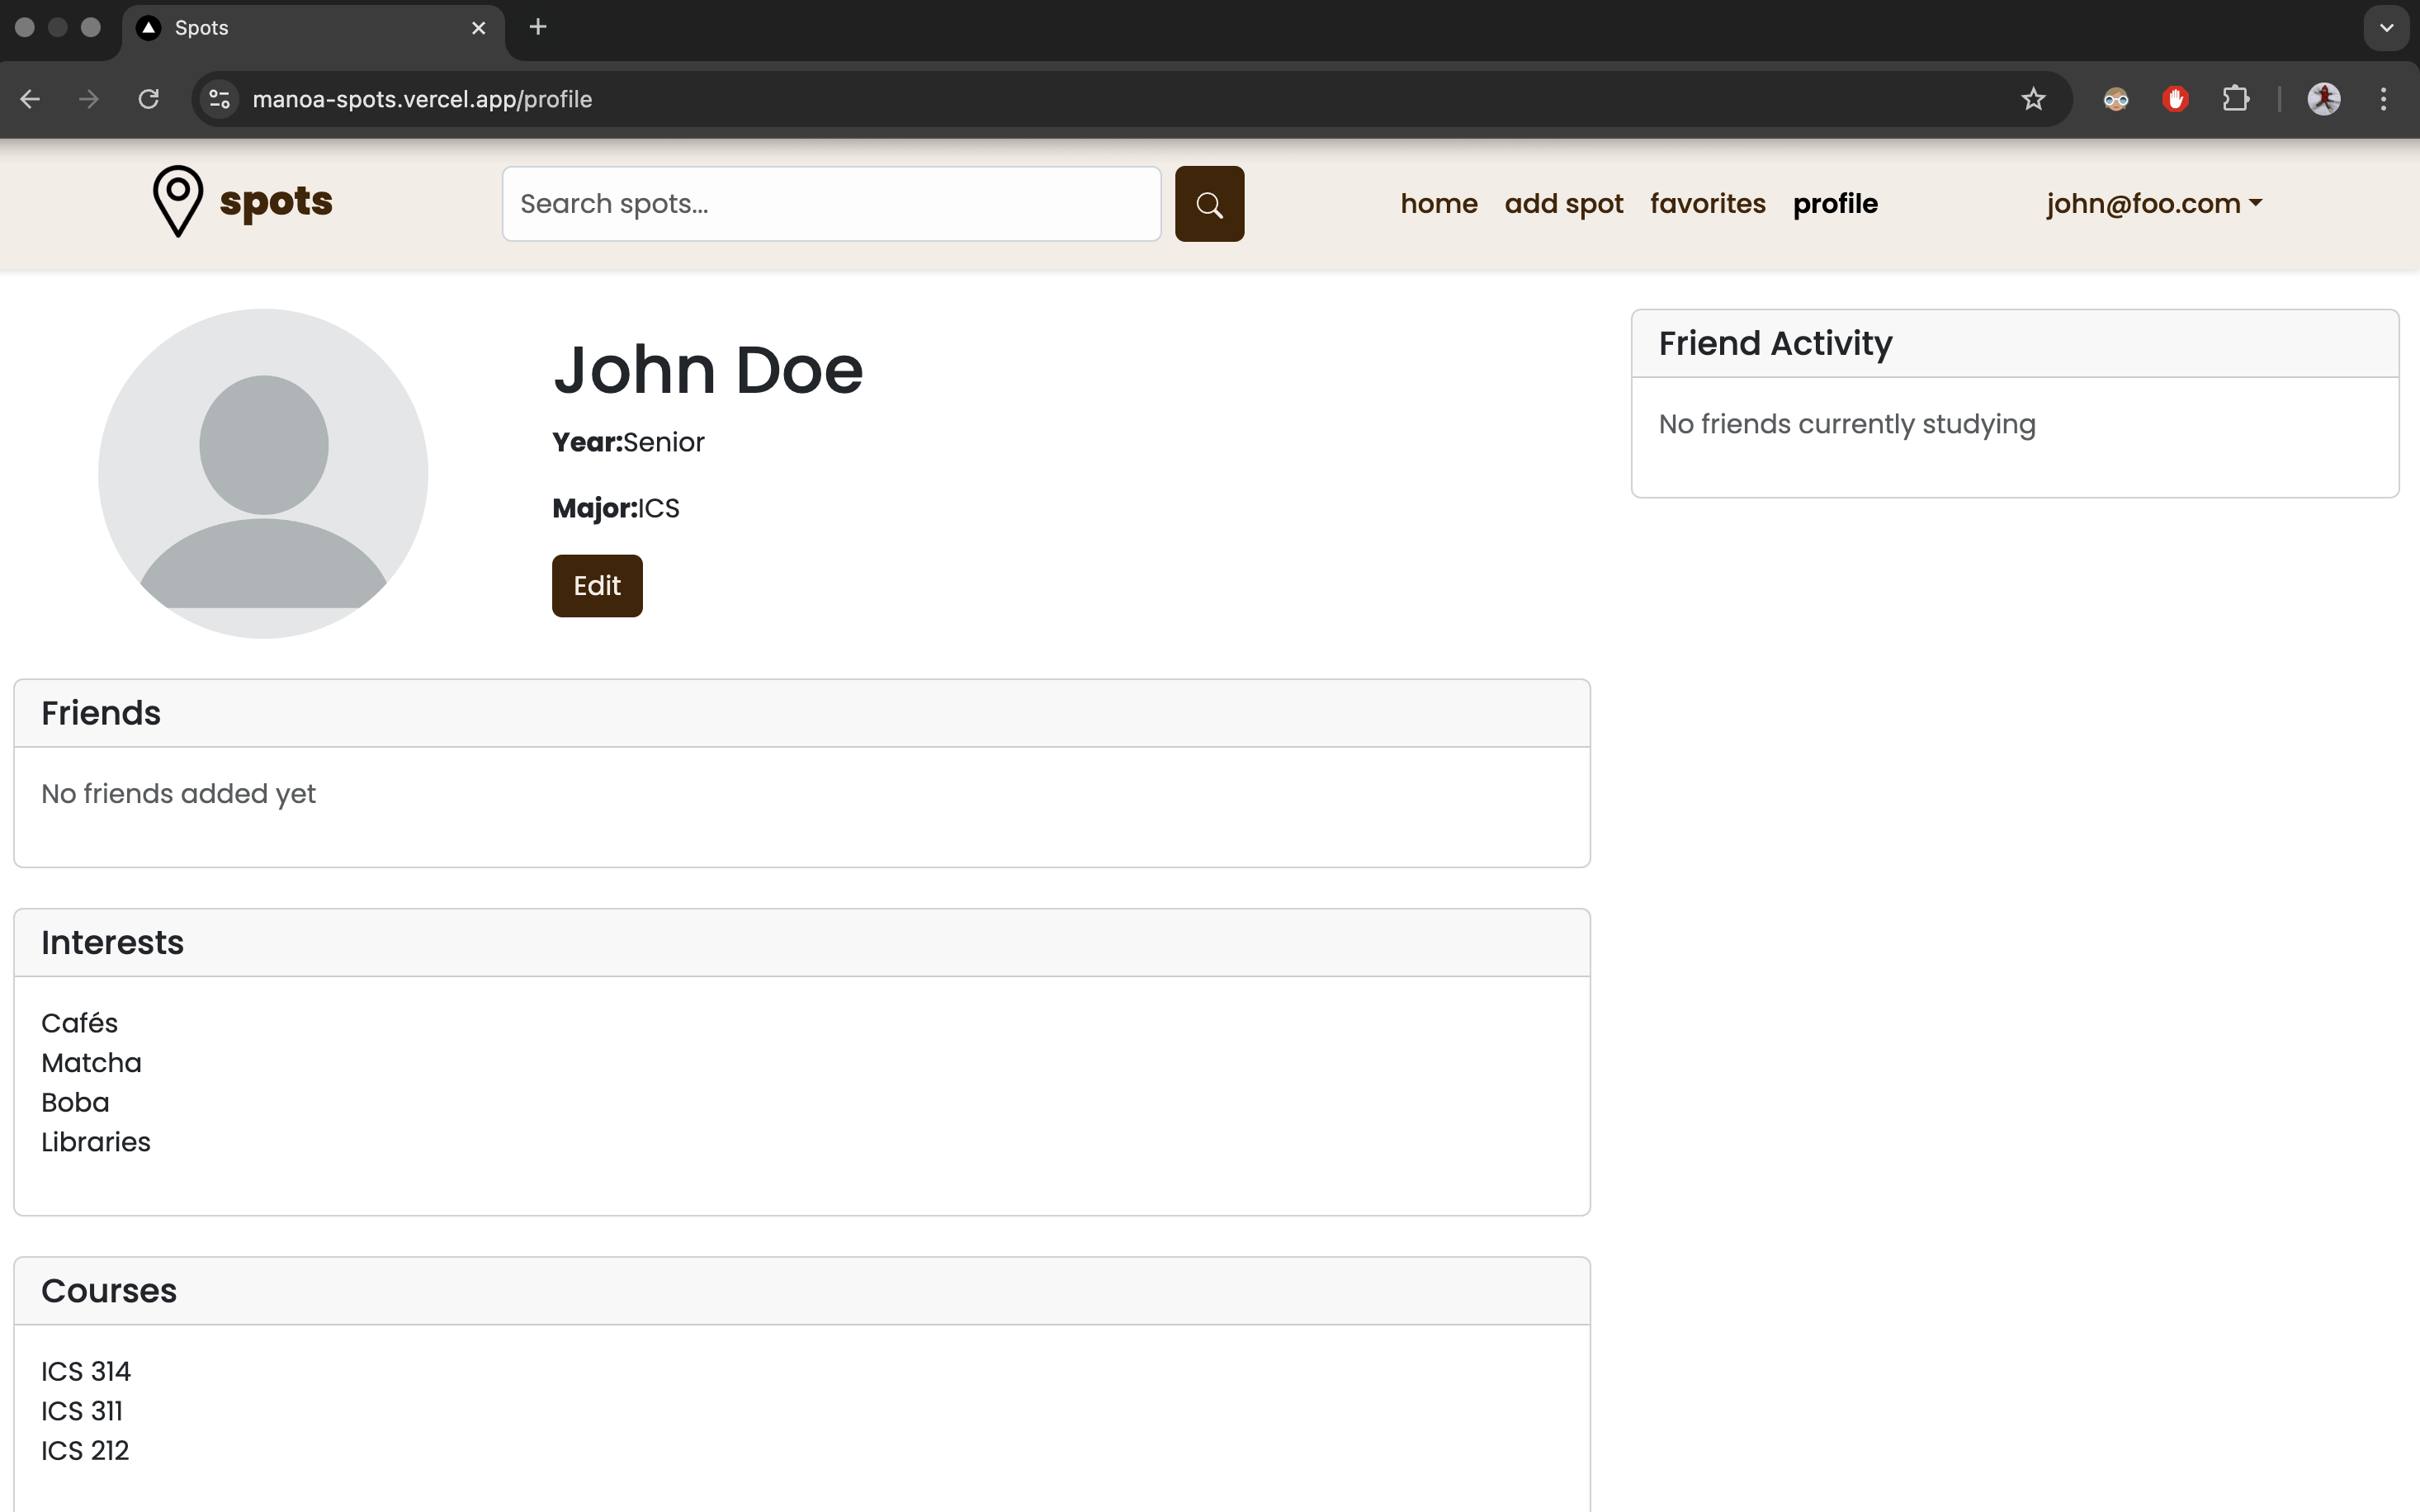 Spots
manoa-spots.vercel.app/profile
spots
Search spots...
home add spot favorites profile
john@foo.com
John Doe
Year:Senior
Major:ICS
Edit
Friend Activity
No friends currently studying
Friends
No friends added yet
Interests
Cafés
Matcha
Boba
Libraries
Courses
ICS 314
ICS 311
ICS 212